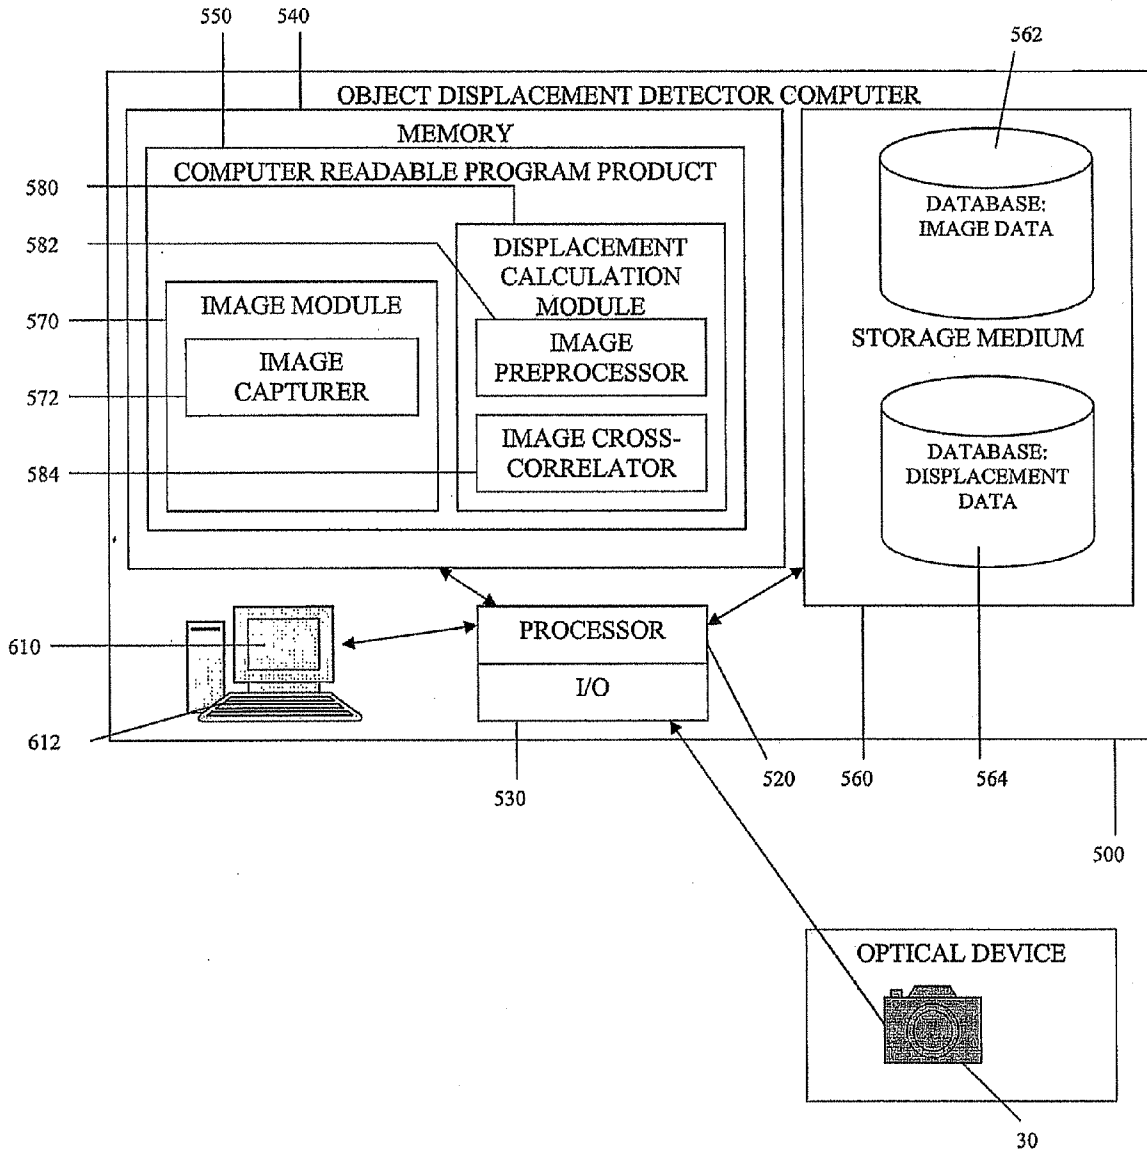 550
540
562
OBJECT DISPLACEMENT DETECTOR COMPUTER
MEMORY
COMPUTER READABLE PROGRAM PRODUCT
580
582
DISPLACEMENT
CALCULATION
MODULE
DATABASE:
IMAGE DATA
570
IMAGE MODULE
572
IMAGE
CAPTURER
IMAGE
PREPROCESSOR
STORAGE MEDIUM
584
IMAGE CROSS-
CORRELATOR
DATABASE:
DISPLACEMENT
DATA
610
PROCESSOR
I/O
612
530
520
560
564
500
OPTICAL DEVICE
30